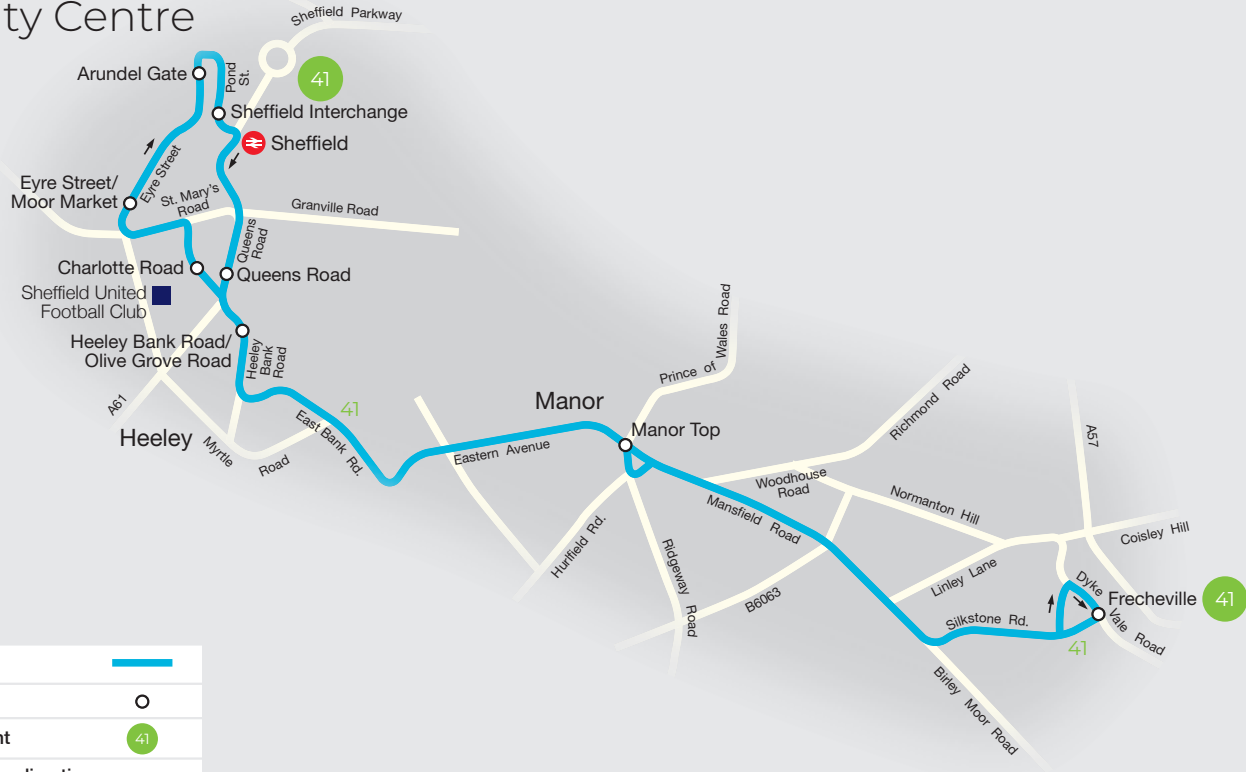 ty Centre
Sheffield Parkway
Arundel Gate
Pond
St.
41
Sheffield Interchange
Sheffield
Eyre Street
Eyre Street/
Moor Market
St. Mary's
Road
Granville Road
Queens
Road
Charlotte Road
Queens Road
Sheffield United
Football Club
Heeley Bank Road/
Olive Grove Road
Heeley
Bank
Road
A61
Heeley
Myrtle
Road
41
East Bank Rd.
Eastern Avenue
Manor
Manor Top
Prince of
Wales Road
Richmond Road
A57
Woodhouse
Road
Mansfield Road
Normanton Hill
Coisley Hill
Hurlfield Rd.
Ridgeway
Road
B6063
Linley Lane
Dyke
Vale Road
Frecheville
41
Silkstone Rd.
41
Birley Moor Road
nt
41